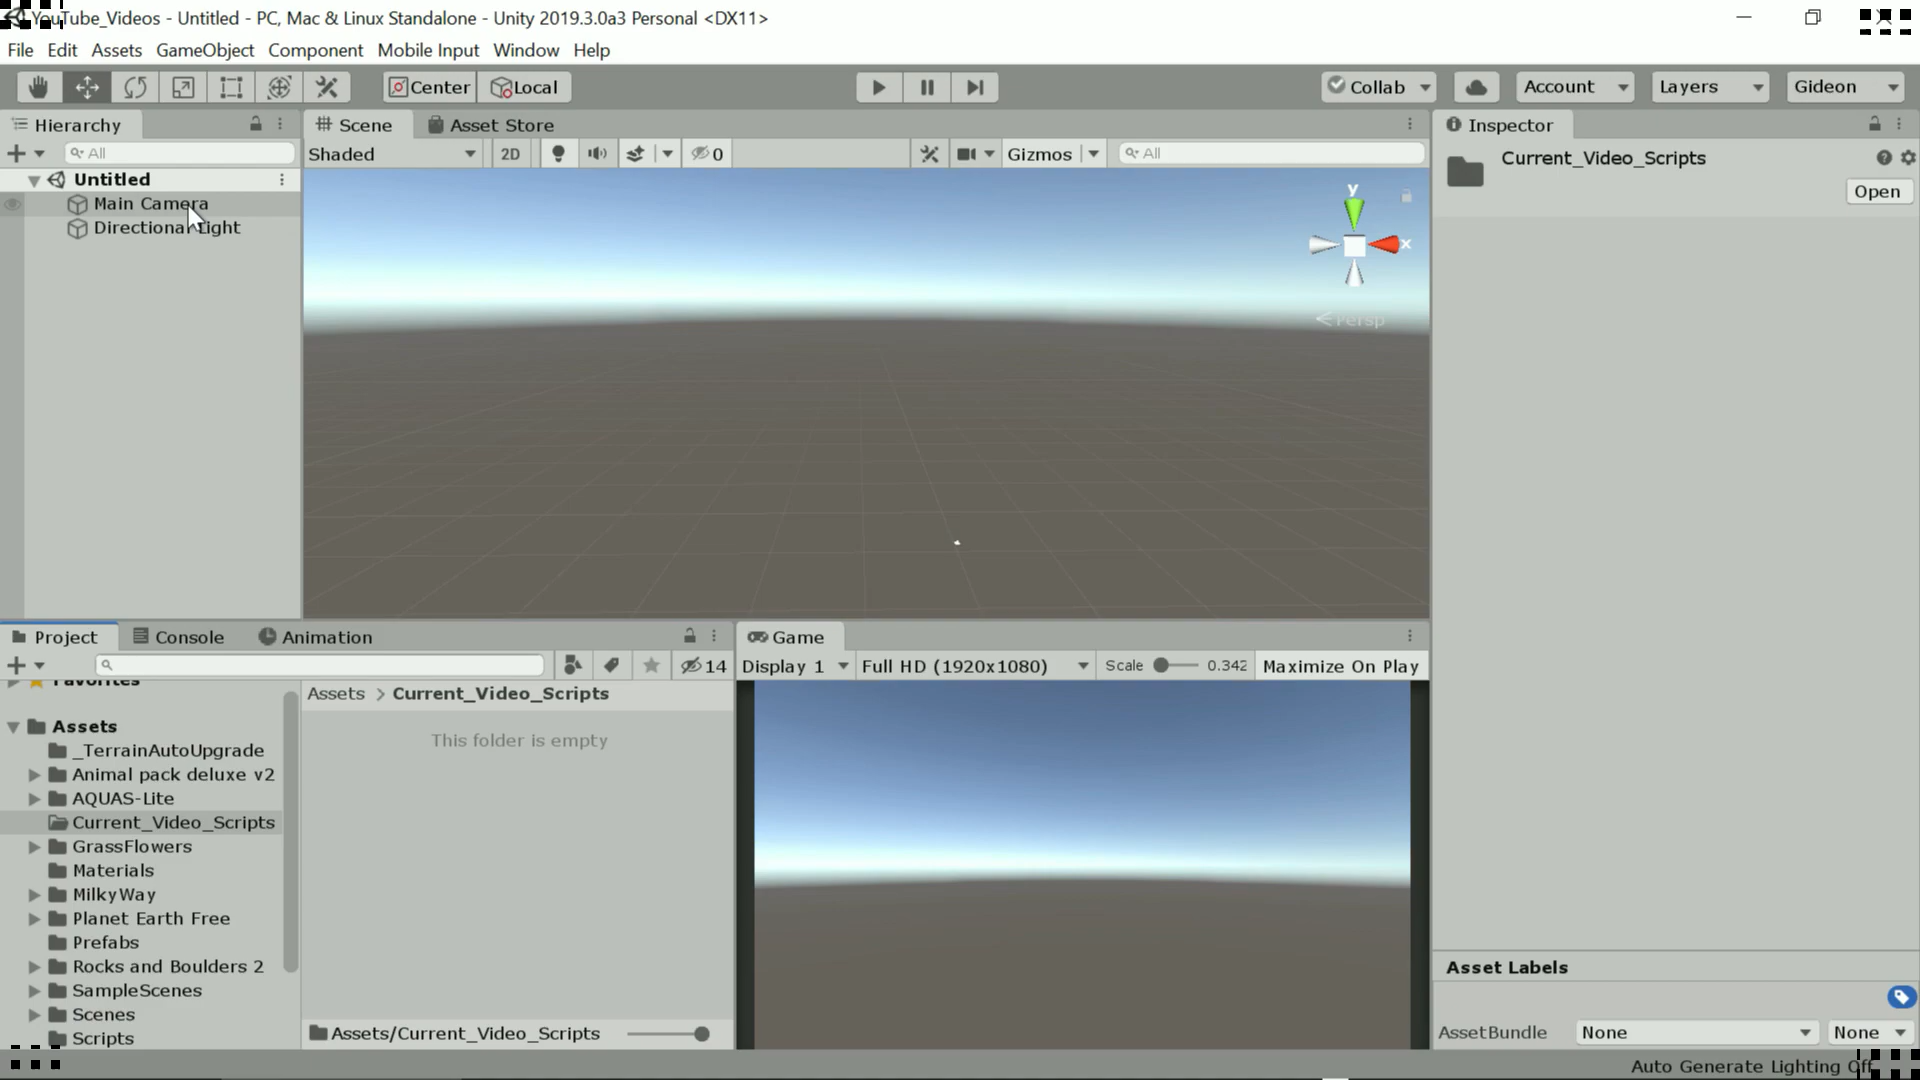 YouTube_Videos - Untitled - PC, Mac & Linux Standalone - Unity 2019.3.0a3 Personal <DX11>
File Edit Assets GameObject Component Mobile Input Window Help
Center Local Collab Account Layers Gideon
Hierarchy Scene Asset Store Inspector
All Shaded 2D 0 Gizmos All Current_Video_Scripts
Open
Untitled
Main Camera
Directional Light
y
x
Persp
Project Console Animation Game
14 Display 1 Full HD (1920x1080) Scale 0.342 Maximize On Play
Favorites
Assets > Current_Video_Scripts
This folder is empty
Assets
_TerrainAutoUpgrade
Animal pack deluxe v2
AQUAS-Lite
Current_Video_Scripts
GrassFlowers
Materials
MilkyWay
Planet Earth Free
Prefabs
Rocks and Boulders 2
SampleScenes
Scenes
Scripts
Assets/Current_Video_Scripts
Asset Labels
AssetBundle None None
Auto Generate Lighting Off